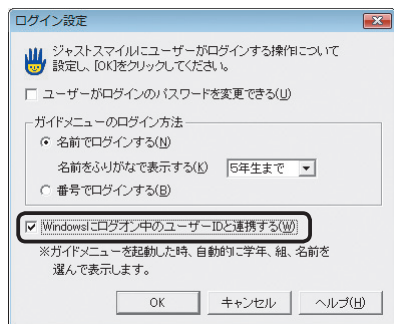 ログイン設定
ジャストスマイルにユーザーがログインする操作について
設定し、[OK]をクリックしてください。
ユーザーがログインのパスワードを変更できる(U)
ガイドメニューのログイン方法
名前でログインする(N)
名前をふりがなで表示する(K) 5年生まで
番号でログインする(B)
Windowsにログオン中のユーザーIDと連携する(W)
※ガイドメニューを起動した時、自動的に学年、組、名前を
選んで表示します。
OK キャンセル ヘルプ(H)